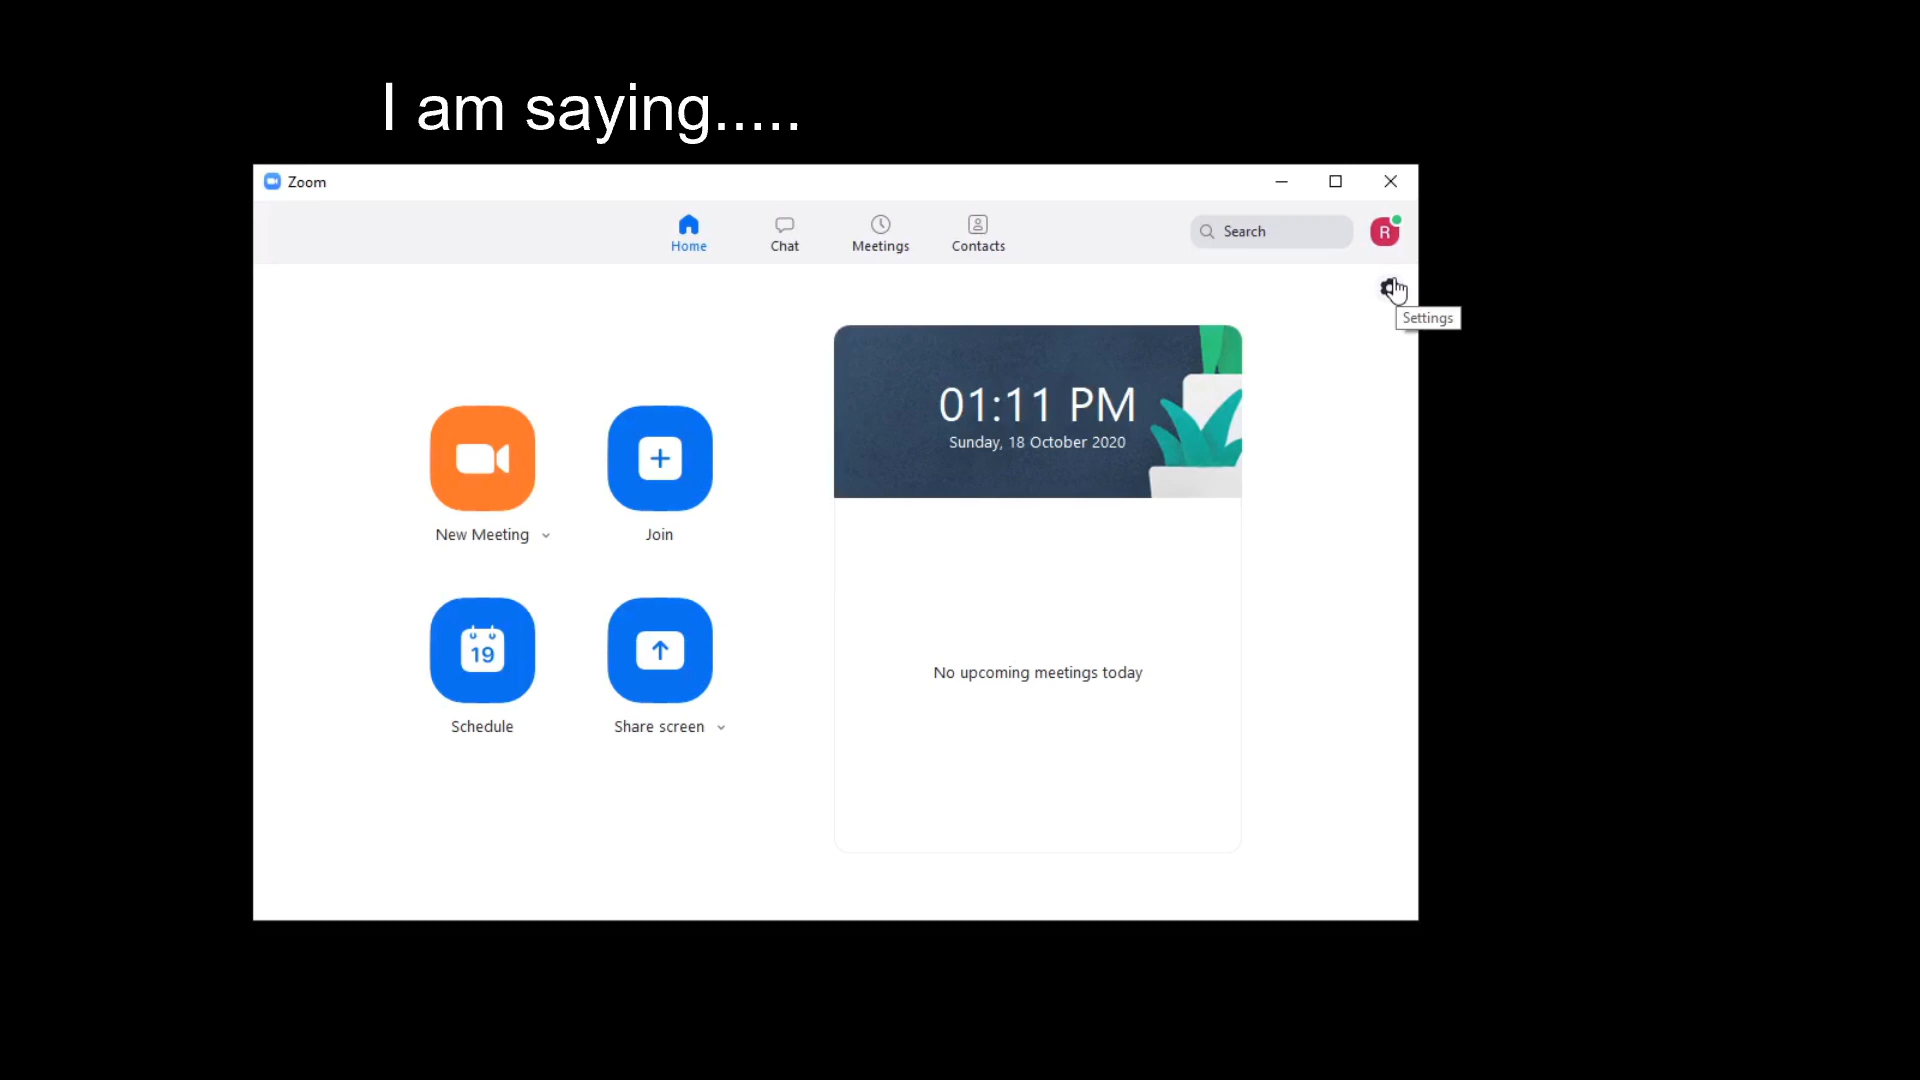 I am saying.....
Zoom
Home
Chat
Meetings
Contacts
Search
R
Settings
01:11 PM
Sunday, 18 October 2020
New Meeting
Join
19
Schedule
Share screen
No upcoming meetings today